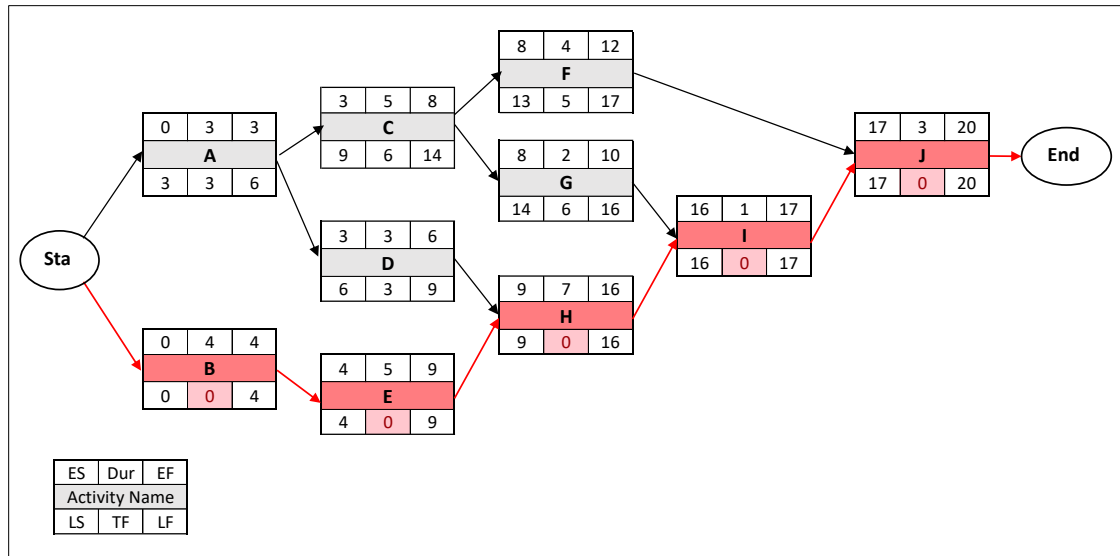 8 4 12
F
13 5 17
3 5 8
C
9 6 14
0 3 3
A
3 3 6
17 3 20
J
17 0 20
End
8 2 10
G
14 6 16
16 1 17
I
16 0 17
3 3 6
D
6 3 9
Sta
9 7 16
H
9 0 16
0 4 4
B
0 0 4
4 5 9
E
4 0 9
ES Dur EF
Activity Name
LS TF LF